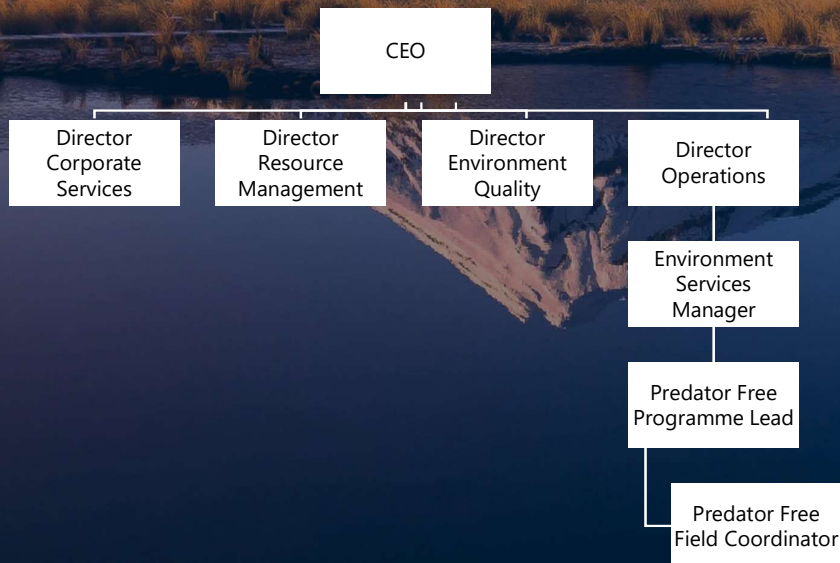 CEO
Director
Corporate
Services
Director
Resource
Management
Director
Environment
Quality
Director
Operations
Environment
Services
Manager
Predator Free
Programme Lead
Predator Free
Field Coordinator